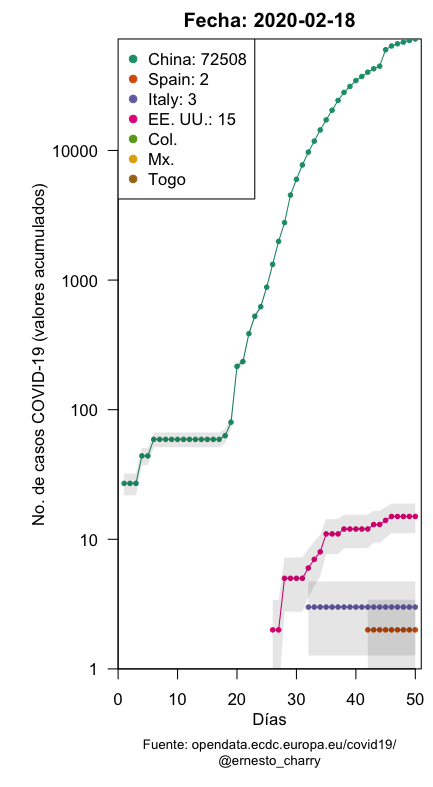 Fecha: 2020-02-18
China: 72508
Spain: 2
Italy: 3
EE. UU.: 15
Col.
Mx.
Togo
No. de casos COVID-19 (valores acumulados)
10000
1000
100
10
1
0 10 20 30 40 50
Días
Fuente: opendata.ecdc.europa.eu/covid19/
@ernesto_charry